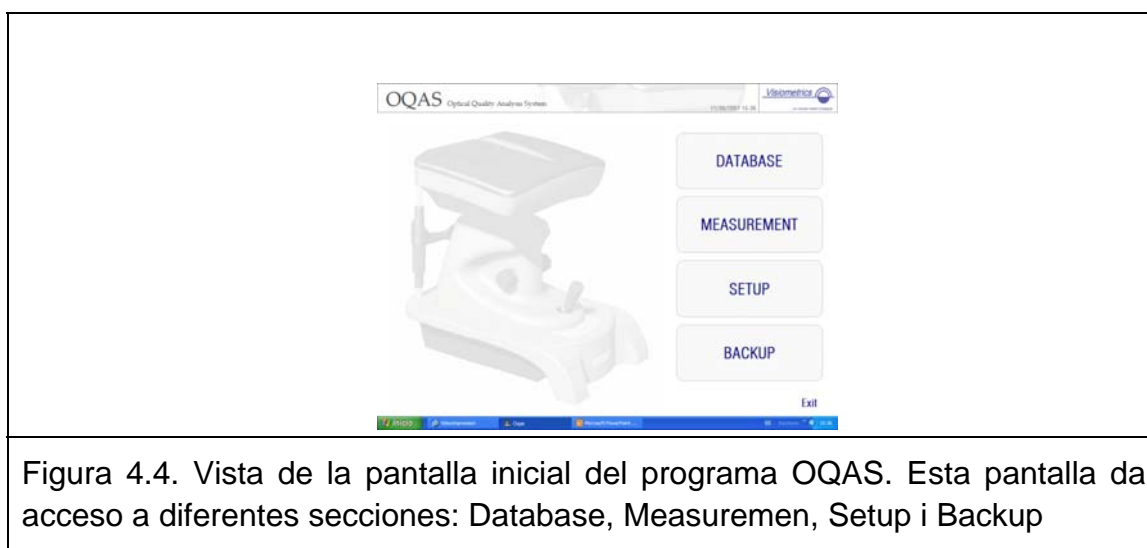 OQAS Optical Quality Analysis System
Visiometrics
DATABASE
MEASUREMENT
SETUP
BACKUP
Exit
Inicio
Figura 4.4. Vista de la pantalla inicial del programa OQAS. Esta pantalla da
acceso a diferentes secciones: Database, Measuremen, Setup i Backup